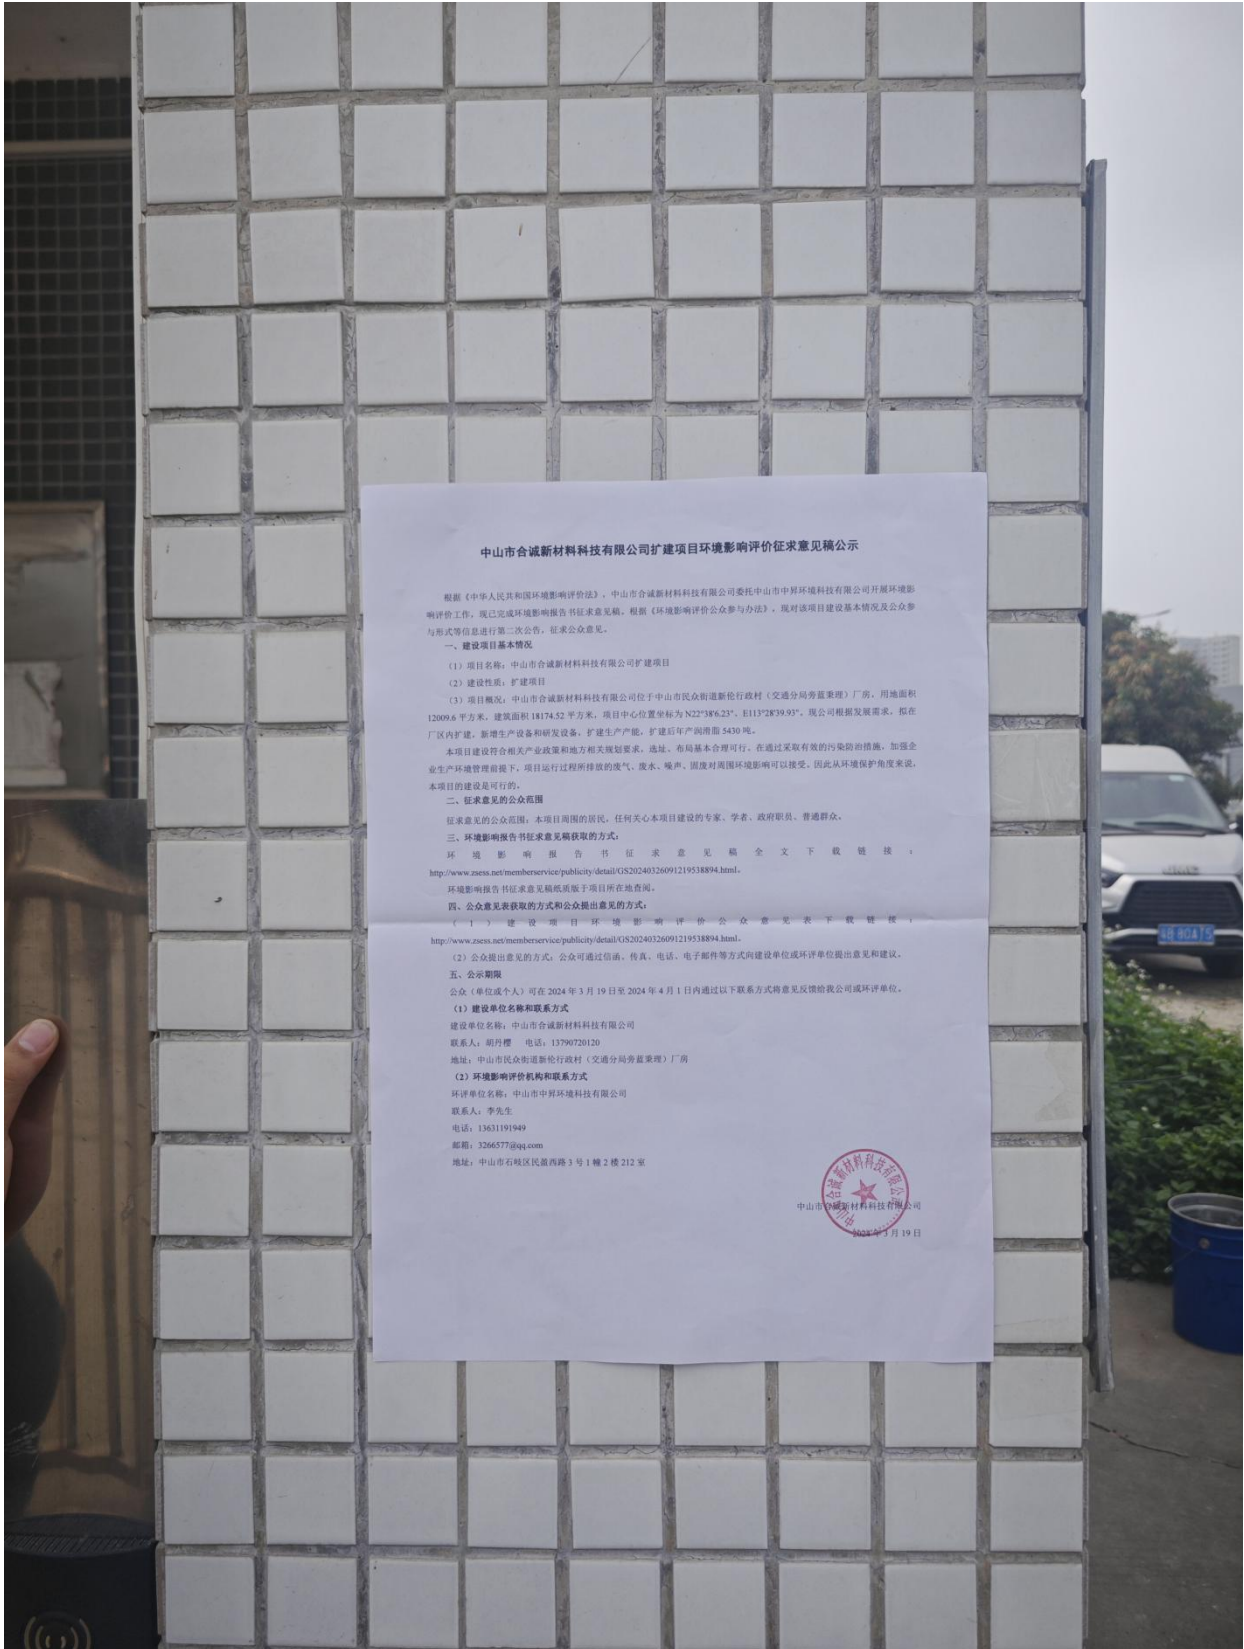 中山市合诚新材料科技有限公司扩建项目环境影响评价征求意见稿公示
根据《中华人民共和国环境影响评价法》，中山市合诚新材料科技有限公司委托中山市中昇环境科技有限公司开展环境影
响评价工作，现已完成环境影响报告书征求意见稿。根据《环境影响评价公众参与办法》，现对该项目建设基本情况及公众参
与形式等信息进行第二次公告，征求公众意见。
一、建设项目基本情况
（1）项目名称：中山市合诚新材料科技有限公司扩建项目
（2）建设性质：扩建项目
（3）项目概况：中山市合诚新材料科技有限公司位于中山市民众街道新伦行政村（交通分局旁蓝秉理）厂房，用地面积
12009.6 平方米，建筑面积 18174.52 平方米，项目中心位置坐标为 N22°38′6.23″，E113°28′39.93″。现公司根据发展需求，拟在
厂区内扩建，新增生产设备和研发设备，扩建生产产能，扩建后年产润滑脂 5430 吨。
本项目建设符合相关产业政策和地方相关规划要求，选址、布局基本合理可行，在通过采取有效的污染防治措施，加强企
业生产环境管理前提下，项目运行过程所排放的废气、废水、噪声、固废对周围环境影响可以接受，因此从环境保护角度来说，
本项目的建设是可行的。
二、征求意见的公众范围
征求意见的公众范围：本项目周围的居民，任何关心本项目建设的专家、学者、政府职员、普通群众。
三、环境影响报告书征求意见稿获取的方式：
环境影响报告书征求意见稿全文下载链接：
http://www.zsess.net/memberservice/publicity/detail/GS20240326091219538894.html。
环境影响报告书征求意见稿纸质版于项目所在地查阅。
四、公众意见表获取的方式和公众提出意见的方式：
（1）建设项目环境影响评价公众意见表下载链接：
http://www.zsess.net/memberservice/publicity/detail/GS20240326091219538894.html。
（2）公众提出意见的方式：公众可通过信函、传真、电话、电子邮件等方式向建设单位或环评单位提出意见和建议。
五、公示期限
公众（单位或个人）可在 2024 年 3 月 19 日至 2024 年 4 月 1 日内通过以下联系方式将意见反馈给我公司或环评单位。
（1）建设单位名称和联系方式
建设单位名称：中山市合诚新材料科技有限公司
联系人：胡丹樱 电话：13790720120
地址：中山市民众街道新伦行政村（交通分局旁蓝秉理）厂房
（2）环境影响评价机构和联系方式
环评单位名称：中山市中昇环境科技有限公司
联系人：李先生
电话：13631191949
邮箱：3266577@qq.com
地址：中山市石岐区民盈西路 3 号 1 幢 2 楼 212 室
中山市合诚新材料科技有限公司
中山市合诚新材料科技有限公司
2024 年 3 月 19 日